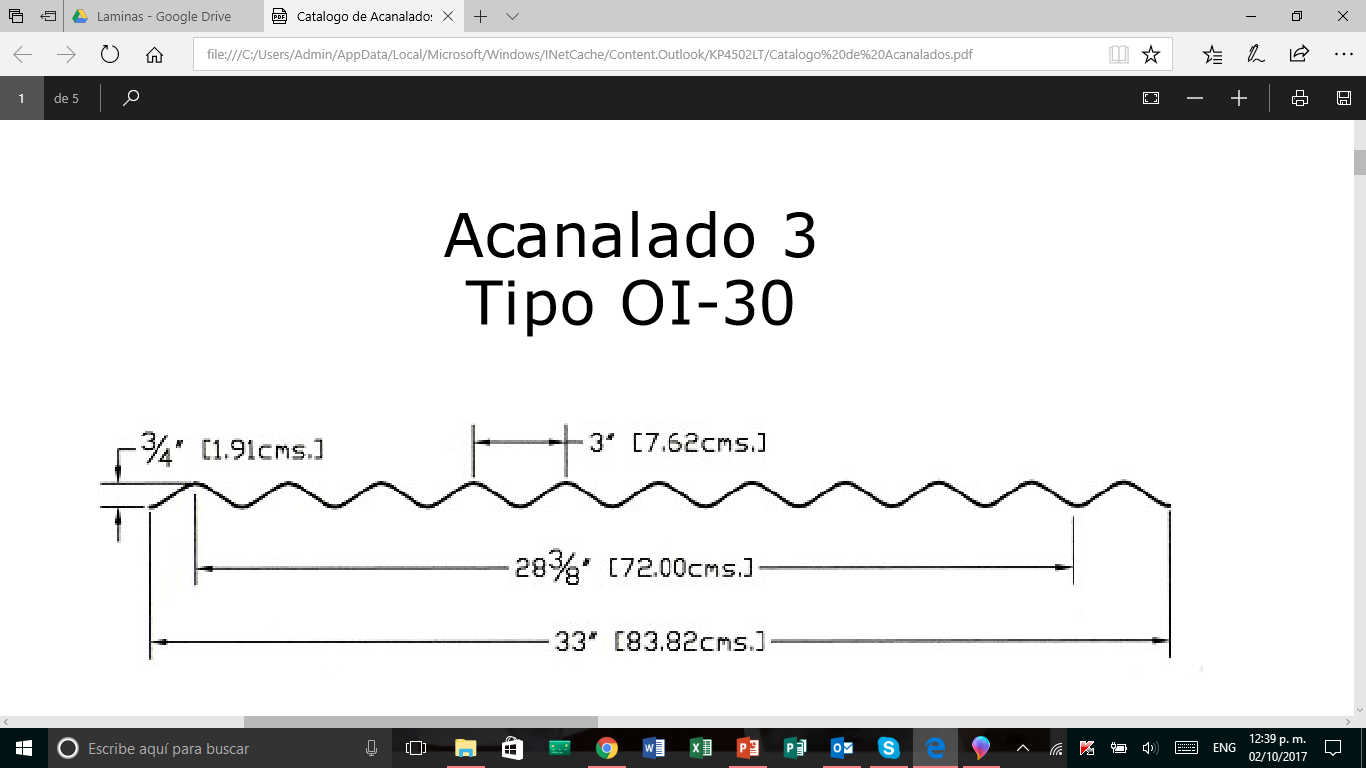 Laminas - Google Drive
Catalogo de Acanalados
file:///C:/Users/Admin/AppData/Local/Microsoft/Windows/INetCache/Content.Outlook/KP4502LT/Catalogo%20de%20Acanalados.pdf
1 de 5
Acanalado 3
Tipo OI-30
3/4" [1.91cms.]
3" [7.62cms.]
28 3/8" [72.00cms.]
33" [83.82cms.]
Escribe aquí para buscar
ENG
12:39 p. m.
02/10/2017